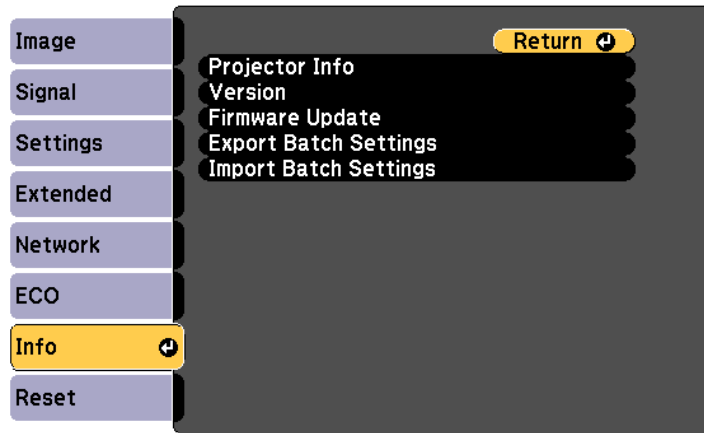 Image
Signal
Settings
Extended
Network
ECO
Info
Reset
Return
Projector Info
Version
Firmware Update
Export Batch Settings
Import Batch Settings